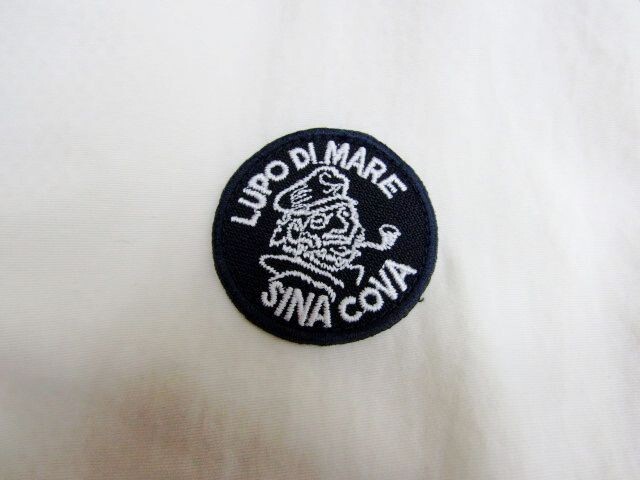 LUPO DI MARE
SINA COVA